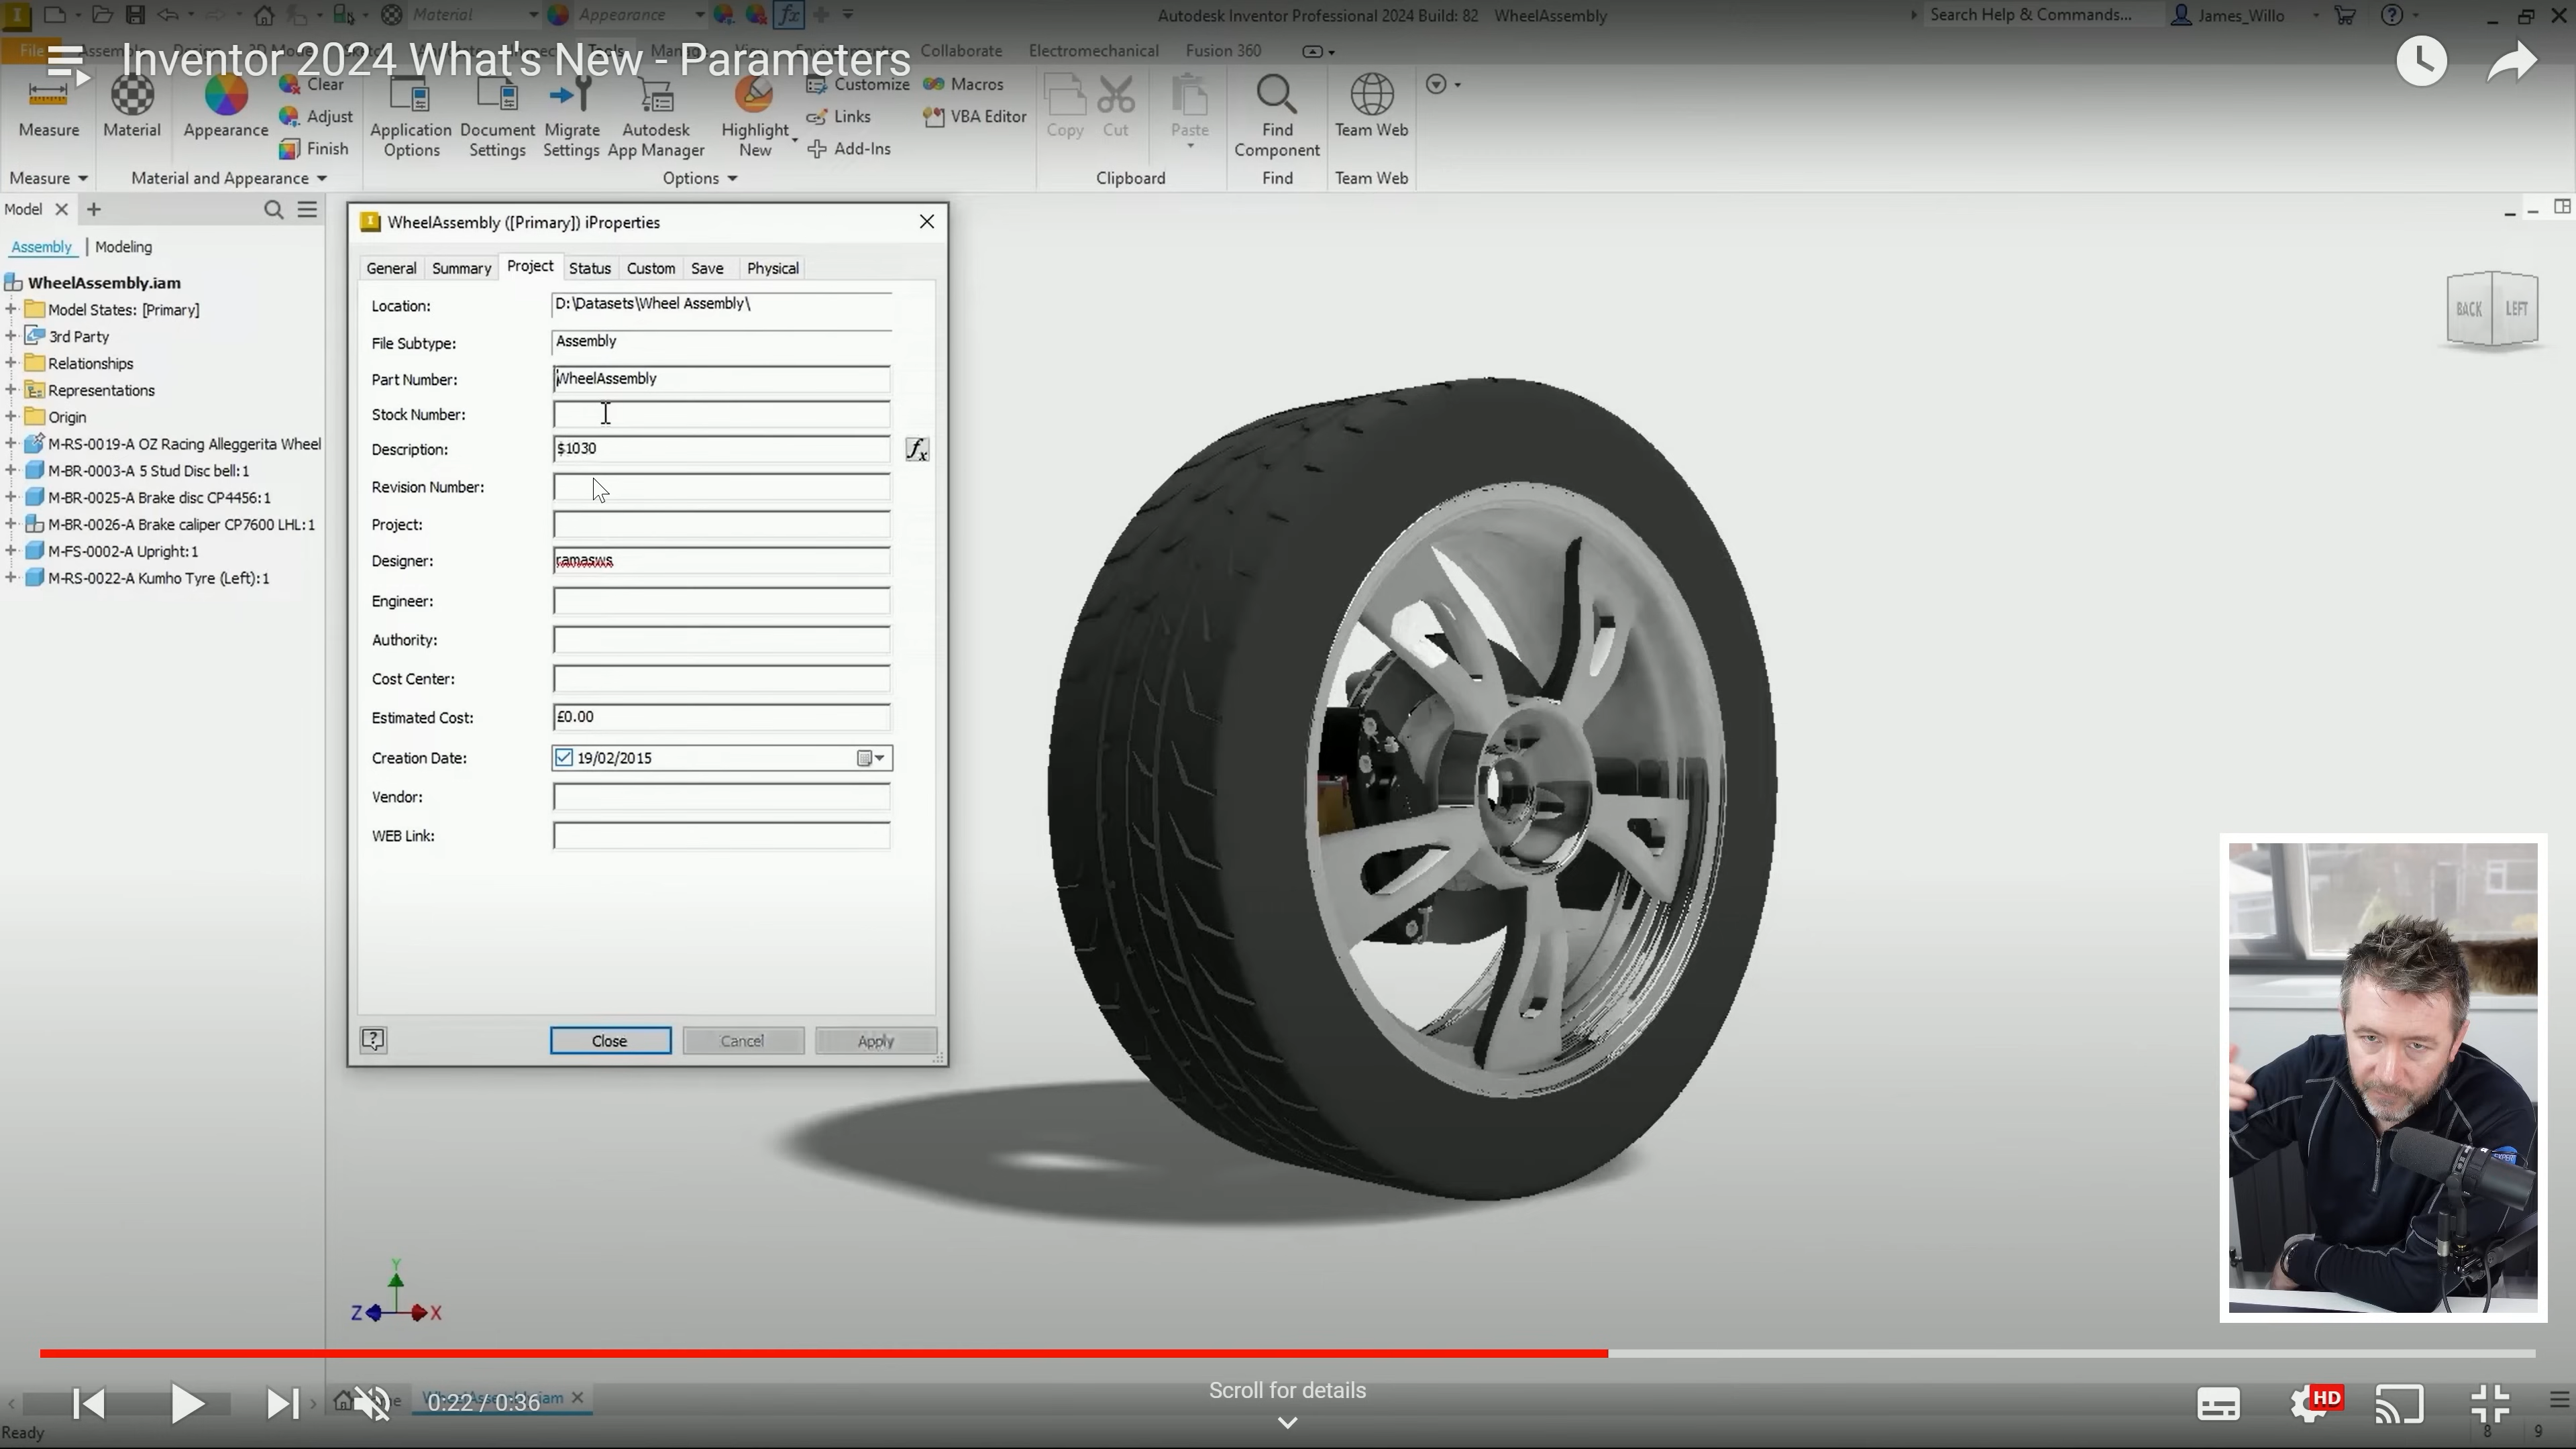 Material
Appearance
fx
Autodesk Inventor Professional 2024 Build: 82 WheelAssembly
Search Help & Commands...
James_Willo
File
Collaborate
Electromechanical
Fusion 360
Inventor 2024 What's New - Parameters
Measure
Material
Appearance
Clear
Adjust
Finish
Application Options
Document Settings
Migrate Settings
Autodesk App Manager
Highlight New
Customize
Links
Add-Ins
Macros
VBA Editor
Copy
Cut
Paste
Find Component
Team Web
Measure
Material and Appearance
Options
Clipboard
Find
Team Web
Model
Assembly | Modeling
WheelAssembly.iam
Model States: [Primary]
3rd Party
Relationships
Representations
Origin
M-RS-0019-A OZ Racing Alleggerita Wheel
M-BR-0003-A 5 Stud Disc bell:1
M-BR-0025-A Brake disc CP4456:1
M-BR-0026-A Brake caliper CP7600 LHL:1
M-FS-0002-A Upright:1
M-RS-0022-A Kumho Tyre (Left):1
WheelAssembly ([Primary]) iProperties
General
Summary
Project
Status
Custom
Save
Physical
Location: D:\Datasets\Wheel Assembly\
File Subtype: Assembly
Part Number: WheelAssembly
Stock Number:
Description: $1030
fx
Revision Number:
Project:
Designer: ramasws
Engineer:
Authority:
Cost Center:
Estimated Cost: £0.00
Creation Date: 19/02/2015
Vendor:
WEB Link:
Close
Cancel
Apply
BACK
LEFT
Y
Z
X
0:22 / 0:36
Scroll for details
HD
Ready
8
9